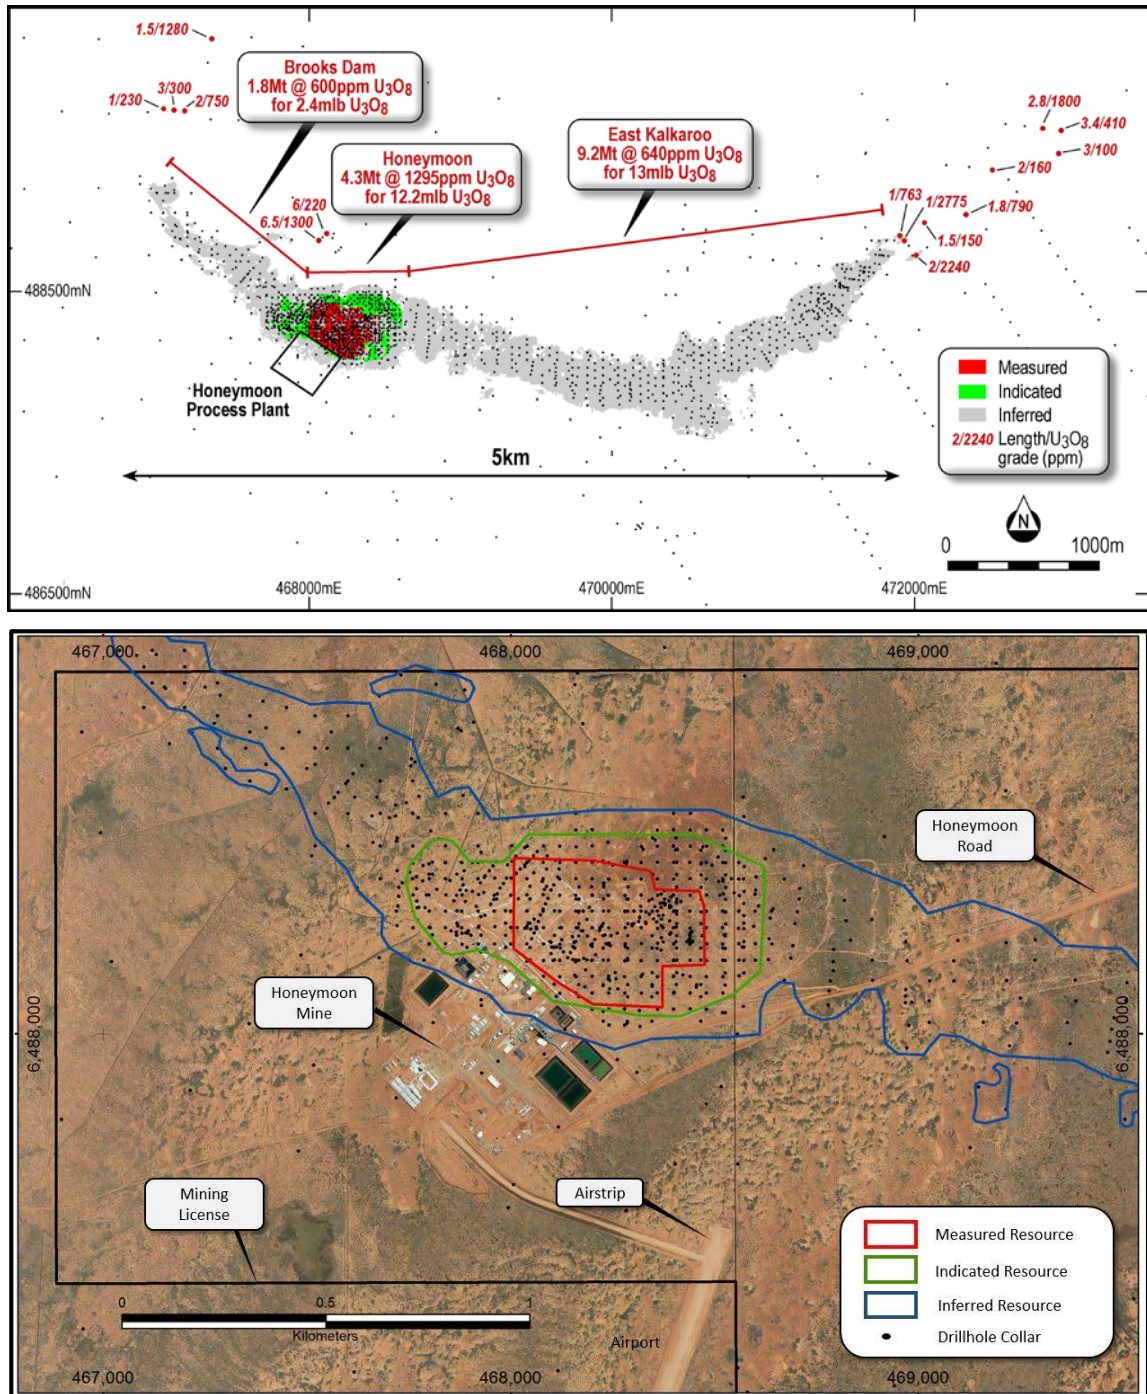 1.5/1280
Brooks Dam
1.8Mt @ 600ppm U₃O₈
for 2.4mlb U₃O₈
3/300
1/230
2/750
Honeymoon
4.3Mt @ 1295ppm U₃O₈
for 12.2mlb U₃O₈
East Kalkaroo
9.2Mt @ 640ppm U₃O₈
for 13mlb U₃O₈
2.8/1800
3.4/410
3/100
2/160
1/763
1/2775
1.8/790
1.5/150
2/2240
6/220
6.5/1300
488500mN
Honeymoon
Process Plant
Measured
Indicated
Inferred
2/2240 Length/U₃O₈
grade (ppm)
5km
N
0 1000m
486500mN
468000mE
470000mE
472000mE
467,000
468,000
469,000
Honeymoon
Road
Honeymoon
Mine
6,488,000
6,488,000
Mining
License
Airstrip
Measured Resource
Indicated Resource
Inferred Resource
Drillhole Collar
0 0.5 1
Kilometers
Airport
467,000
468,000
469,000